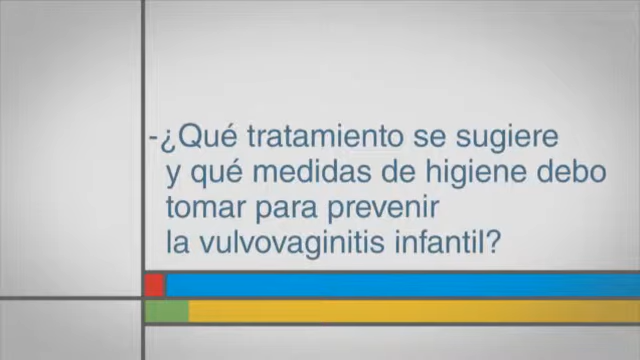 -¿Qué tratamiento se sugiere
y qué medidas de higiene debo
tomar para prevenir
la vulvovaginitis infantil?